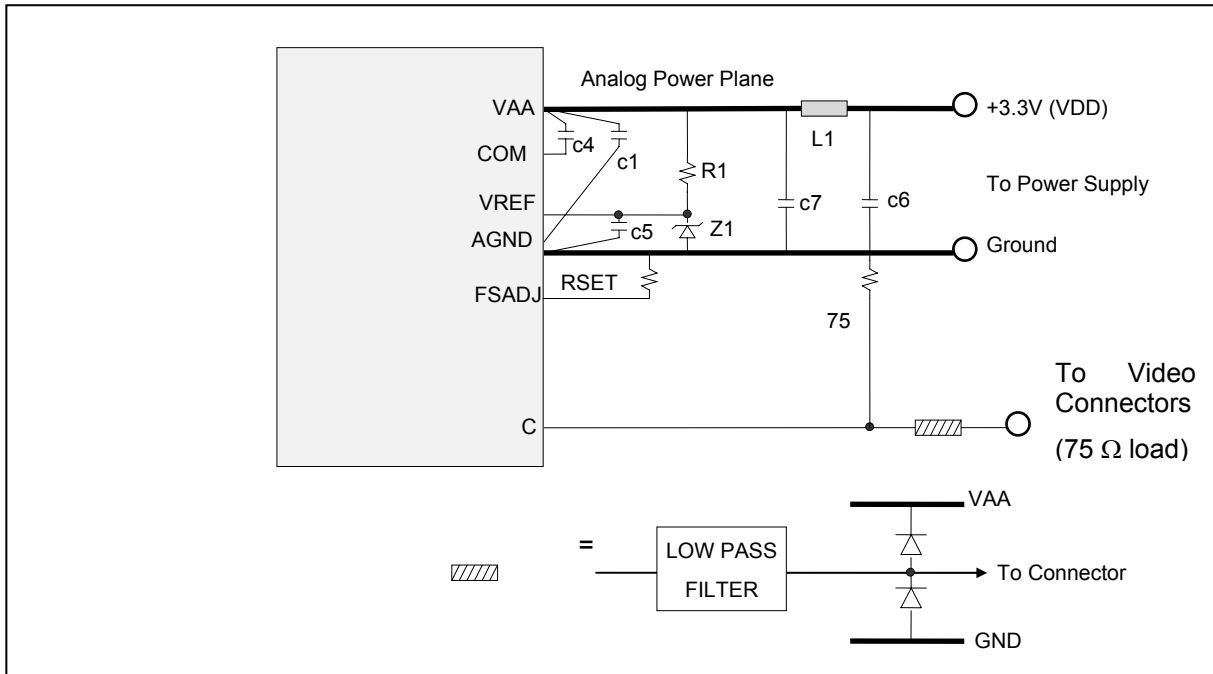 Analog Power Plane
VAA
+3.3V (VDD)
c4
c1
L1
COM
R1
To Power Supply
VREF
c7
c6
c5
Z1
AGND
Ground
RSET
FSADJ
75
To Video
Connectors
C
(75 Ω load)
VAA
=
LOW PASS
FILTER
To Connector
GND